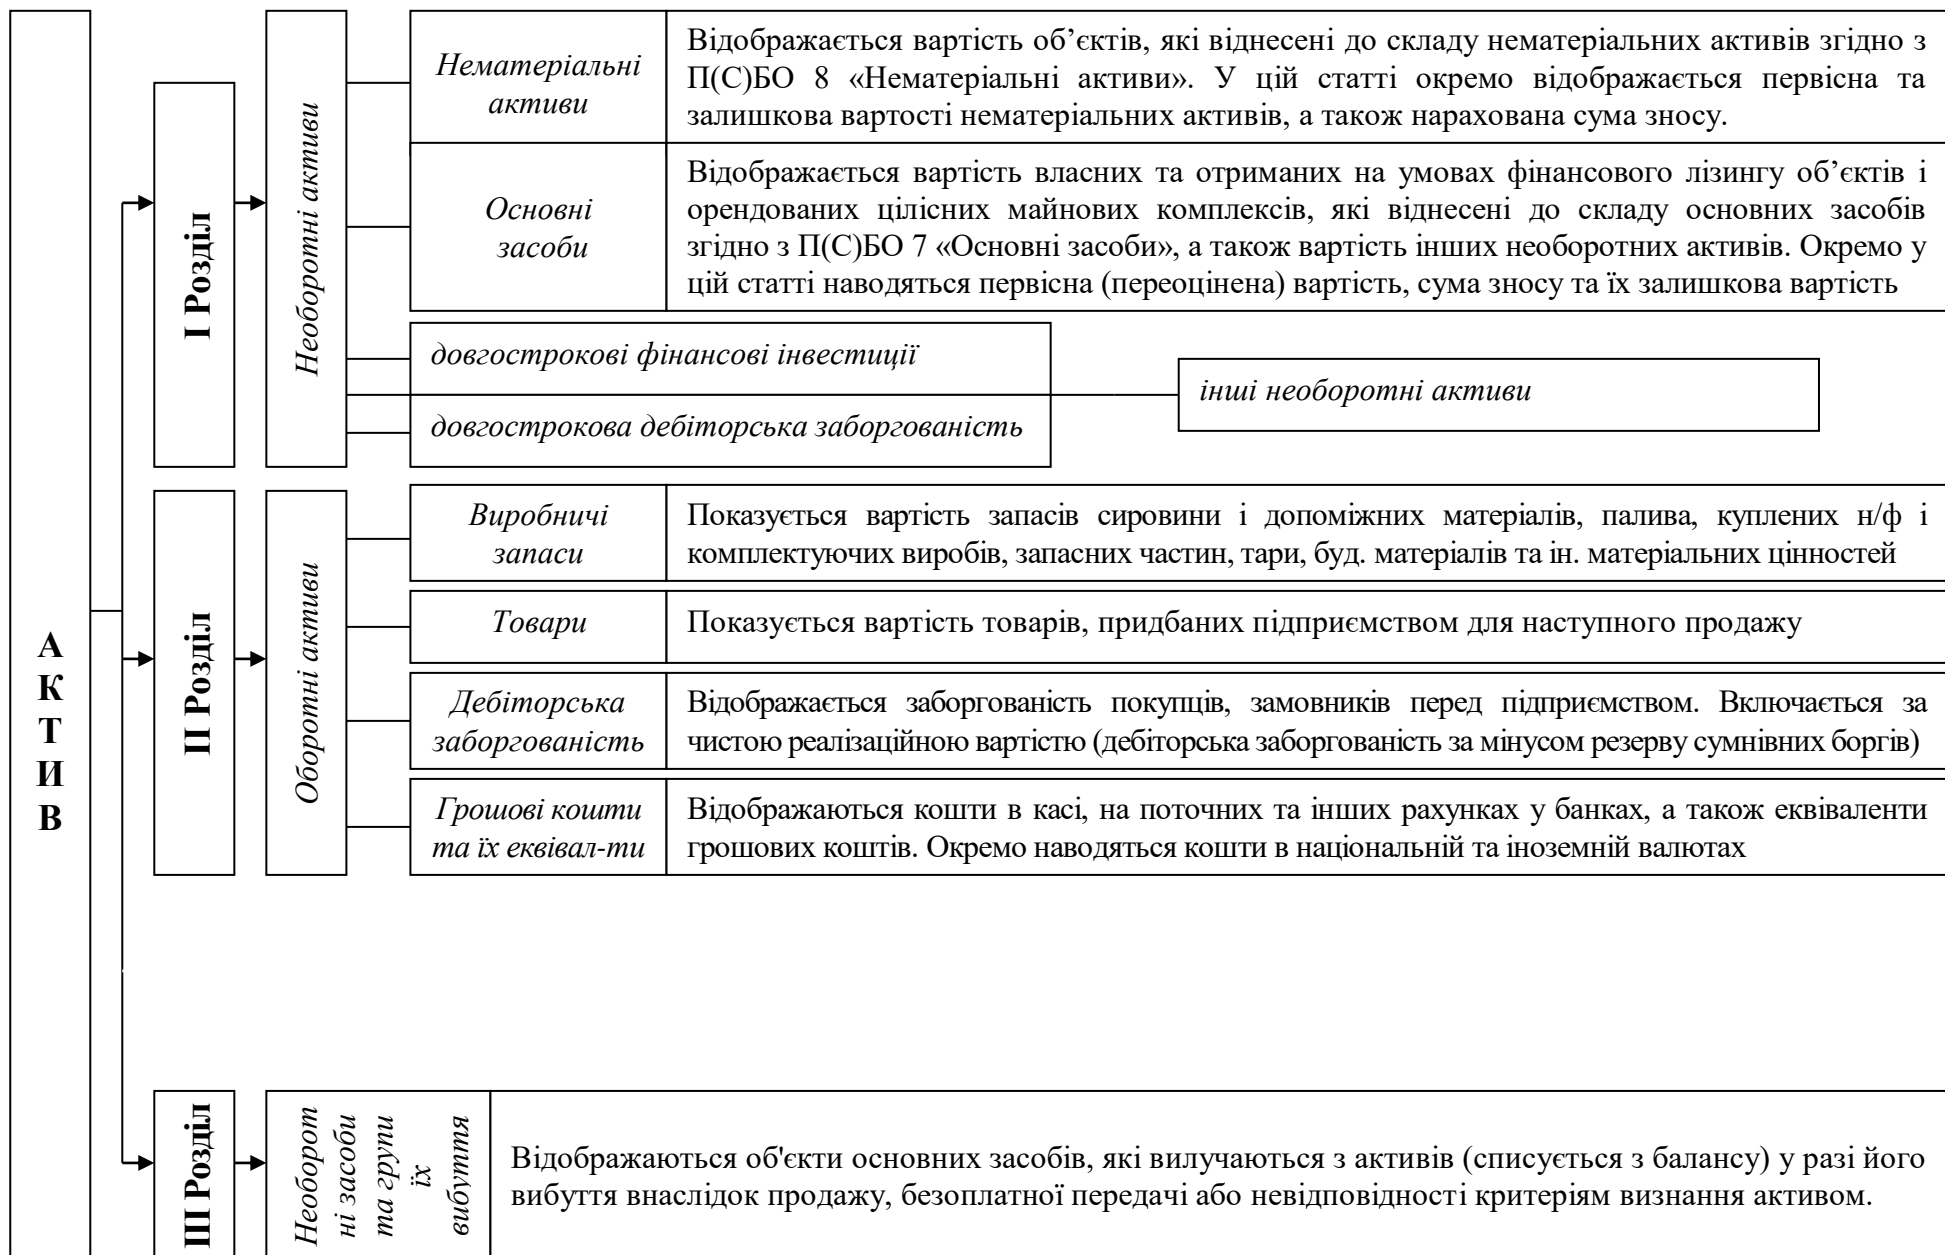 А
К
Т
И
В
І Розділ
Необоротні активи
Нематеріальні
активи
Відображається вартість об’єктів, які віднесені до складу нематеріальних активів згідно з
П(С)БО 8 «Нематеріальні активи». У цій статті окремо відображається первісна та
залишкова вартості нематеріальних активів, а також нарахована сума зносу.
Основні
засоби
Відображається вартість власних та отриманих на умовах фінансового лізингу об’єктів і
орендованих цілісних майнових комплексів, які віднесені до складу основних засобів
згідно з П(С)БО 7 «Основні засоби», а також вартість інших необоротних активів. Окремо у
цій статті наводяться первісна (переоцінена) вартість, сума зносу та їх залишкова вартість
довгострокові фінансові інвестиції
довгострокова дебіторська заборгованість
інші необоротні активи
ІІ Розділ
Оборотні активи
Виробничі
запаси
Показується вартість запасів сировини і допоміжних матеріалів, палива, куплених н/ф і
комплектуючих виробів, запасних частин, тари, буд. матеріалів та ін. матеріальних цінностей
Товари
Показується вартість товарів, придбаних підприємством для наступного продажу
Дебіторська
заборгованість
Відображається заборгованість покупців, замовників перед підприємством. Включається за
чистою реалізаційною вартістю (дебіторська заборгованість за мінусом резерву сумнівних боргів)
Грошові кошти
та їх еквівал-ти
Відображаються кошти в касі, на поточних та інших рахунках у банках, а також еквіваленти
грошових коштів. Окремо наводяться кошти в національній та іноземній валютах
ІІІ Розділ
Необорот
ні засоби
та групи
їх
вибуття
Відображаються об'єкти основних засобів, які вилучаються з активів (списується з балансу) у разі його
вибуття внаслідок продажу, безоплатної передачі або невідповідності критеріям визнання активом.